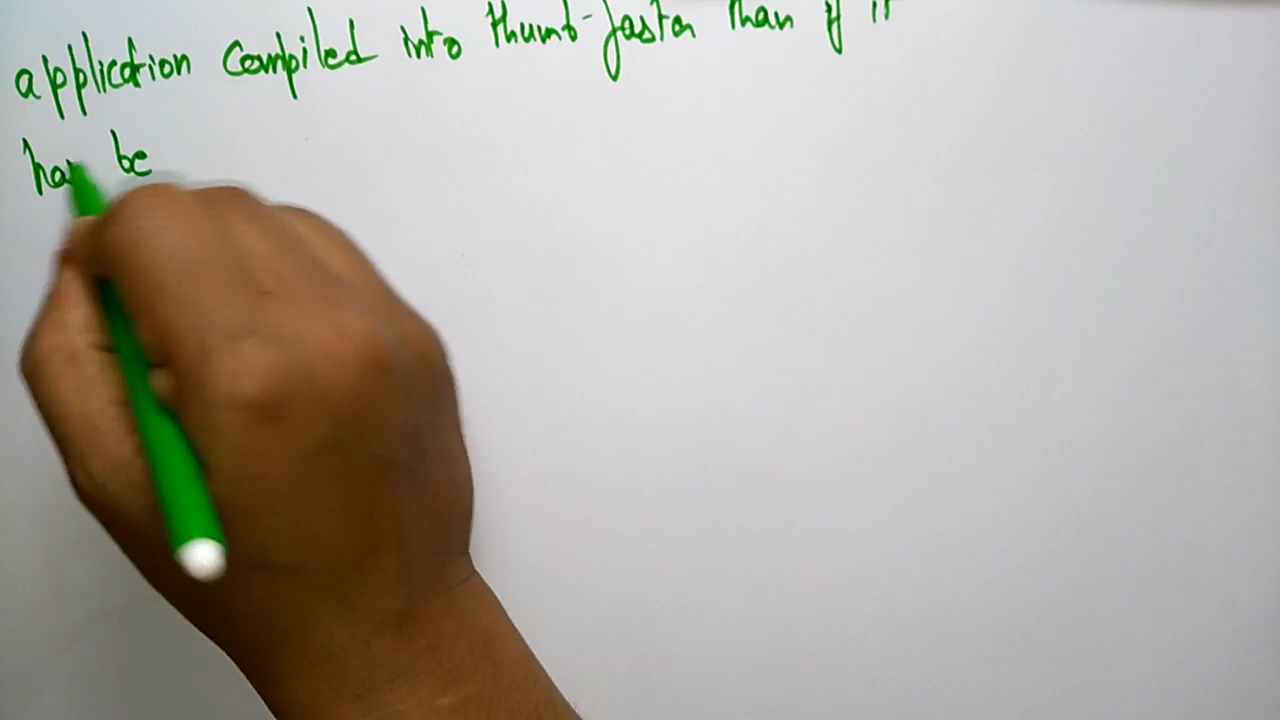 application compiled into thumb-faster than if it
ha be